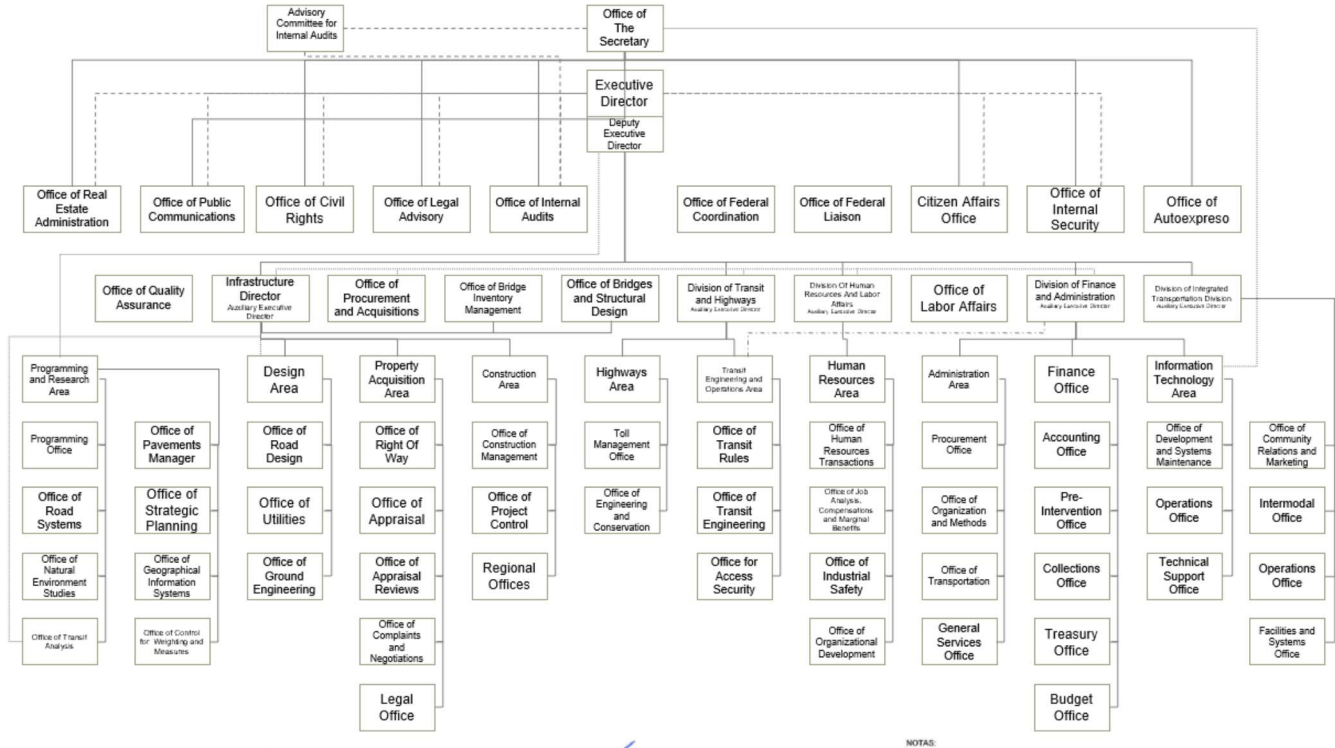 Advisory
Committee for
Internal Audits
Office of
The
Secretary
Executive
Director
Deputy
Executive
Director
Office of Real
Estate
Administration
Office of Public
Communications
Office of Civil
Rights
Office of Legal
Advisory
Office of Internal
Audits
Office of Federal
Coordination
Office of Federal
Liaison
Citizen Affairs
Office
Office of
Internal
Security
Office of
Autoexpreso
Office of Quality
Assurance
Infrastructure
Director
Auxiliary Executive
Director
Office of
Procurement
and Acquisitions
Office of Bridge
Inventory
Management
Office of Bridges
and Structural
Design
Division of Transit
and Highways
Auxiliary Executive Director
Division Of Human
Resources And Labor
Affairs
Auxiliary Executive Director
Office of
Labor Affairs
Division of Finance
and Administration
Auxiliary Executive Director
Division of Integrated
Transportation Division
Auxiliary Executive Director
Programming
and Research
Area
Design
Area
Property
Acquisition
Area
Construction
Area
Highways
Area
Transit
Engineering and
Operations Area
Human
Resources
Area
Administration
Area
Finance
Office
Information
Technology
Area
Programming
Office
Office of
Pavements
Manager
Office of
Road
Design
Office of
Right Of
Way
Office of
Construction
Management
Toll
Management
Office
Office of
Transit
Rules
Office of
Human
Resources
Transactions
Procurement
Office
Accounting
Office
Office of
Development
and Systems
Maintenance
Office of
Community
Relations and
Marketing
Office of
Road
Systems
Office of
Strategic
Planning
Office of
Utilities
Office of
Appraisal
Office of
Project
Control
Office of
Engineering
and
Conservation
Office of
Transit
Engineering
Office of Job
Analysis,
Compensations
and Marginal
Benefits
Office of
Organization
and Methods
Pre-
Intervention
Office
Operations
Office
Intermodal
Office
Office of
Natural
Environment
Studies
Office of
Geographical
Information
Systems
Office of
Ground
Engineering
Office of
Appraisal
Reviews
Regional
Offices
Office for
Access
Security
Office of
Industrial
Safety
Office of
Transportation
Collections
Office
Technical
Support
Office
Operations
Office
Office of Transit
Analysis
Office of Control
for Weighting and
Measures
Office of
Complaints
and
Negotiations
Office of
Organizational
Development
General
Services
Office
Treasury
Office
Facilities and
Systems
Office
Legal
Office
Budget
Office
NOTAS: